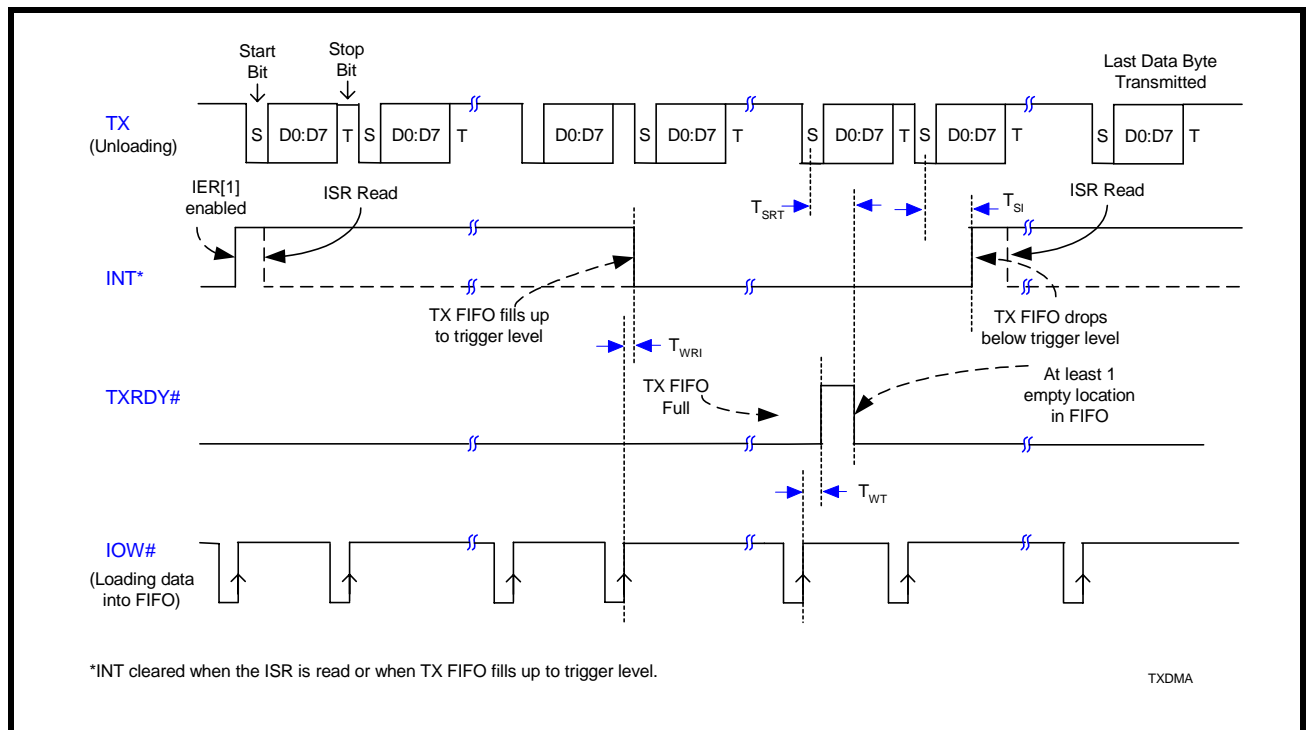 Start
Bit
Stop
Bit
Last Data Byte
Transmitted
TX
(Unloading)
S D0:D7 T S D0:D7 T D0:D7 S D0:D7 T S D0:D7 T S D0:D7 T S D0:D7 T
IER[1]
enabled
ISR Read
TSRT
TSI
ISR Read
INT*
TX FIFO fills up
to trigger level
TX FIFO drops
below trigger level
TWRI
TXRDY#
TX FIFO
Full
At least 1
empty location
in FIFO
TWT
IOW#
(Loading data
into FIFO)
*INT cleared when the ISR is read or when TX FIFO fills up to trigger level.
TXDMA